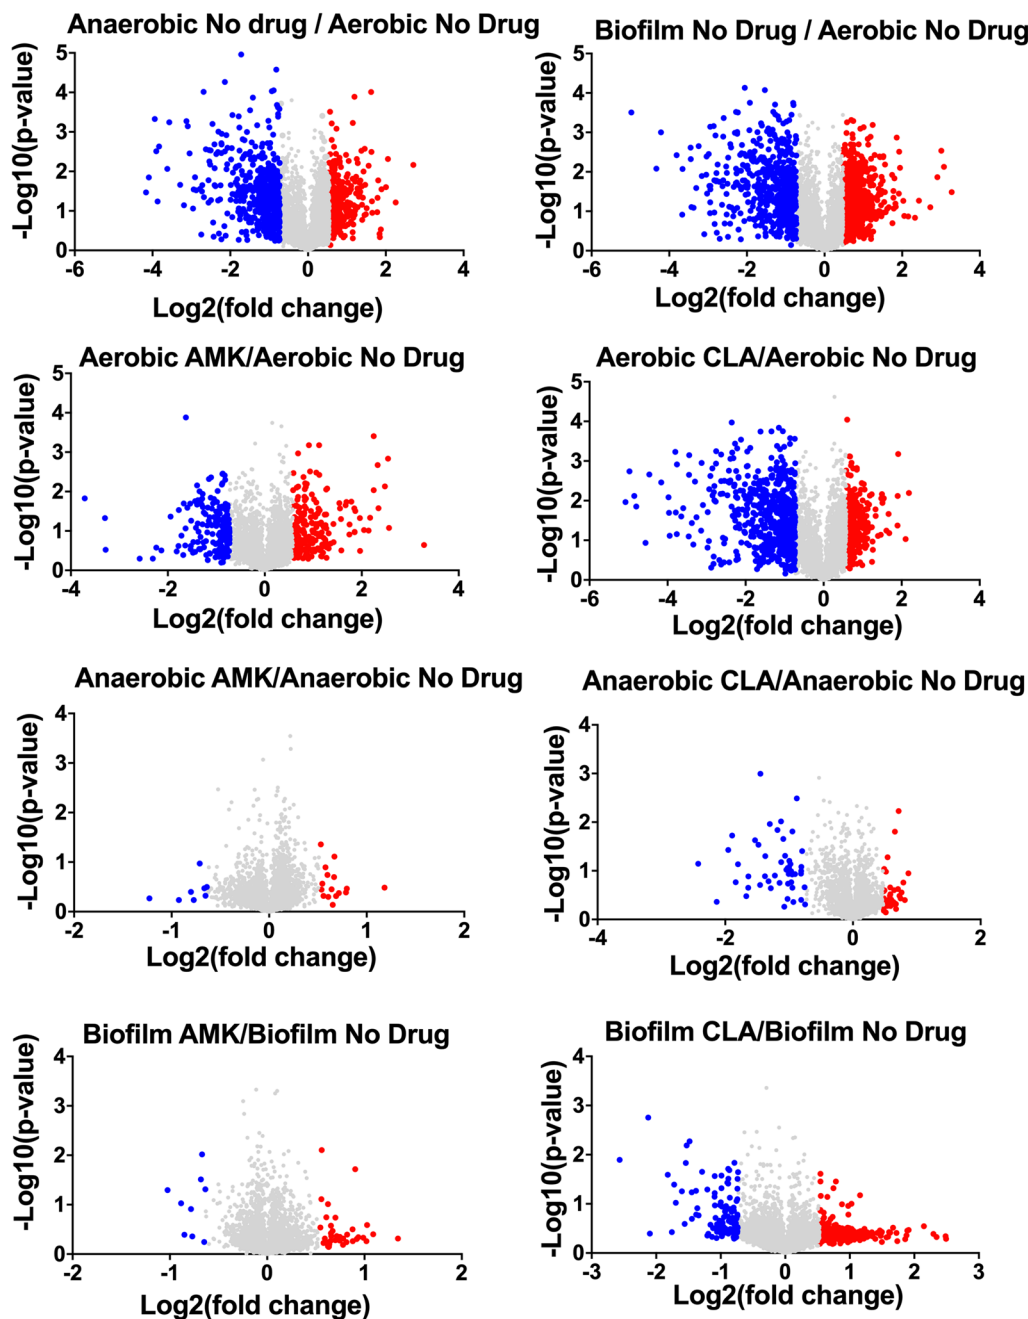 Anaerobic No drug / Aerobic No Drug
5
4
3
2
1
0
-Log10(p-value)
-6 -4 -2 0 2 4
Log2(fold change)
Biofilm No Drug / Aerobic No Drug
5
4
3
2
1
0
-Log10(p-value)
-6 -4 -2 0 2 4
Log2(fold change)
Aerobic AMK/Aerobic No Drug
5
4
3
2
1
0
-Log10(p-value)
-4 -2 0 2 4
Log2(fold change)
Aerobic CLA/Aerobic No Drug
5
4
3
2
1
0
-Log10(p-value)
-6 -4 -2 0 2 4
Log2(fold change)
Anaerobic AMK/Anaerobic No Drug
4
3
2
1
0
-Log10(p-value)
-2 -1 0 1 2
Log2(fold change)
Anaerobic CLA/Anaerobic No Drug
4
3
2
1
0
-Log10(p-value)
-4 -2 0 2
Log2(fold change)
Biofilm AMK/Biofilm No Drug
4
3
2
1
0
-Log10(p-value)
-2 -1 0 1 2
Log2(fold change)
Biofilm CLA/Biofilm No Drug
4
3
2
1
0
-Log10(p-value)
-3 -2 -1 0 1 2 3
Log2(fold change)